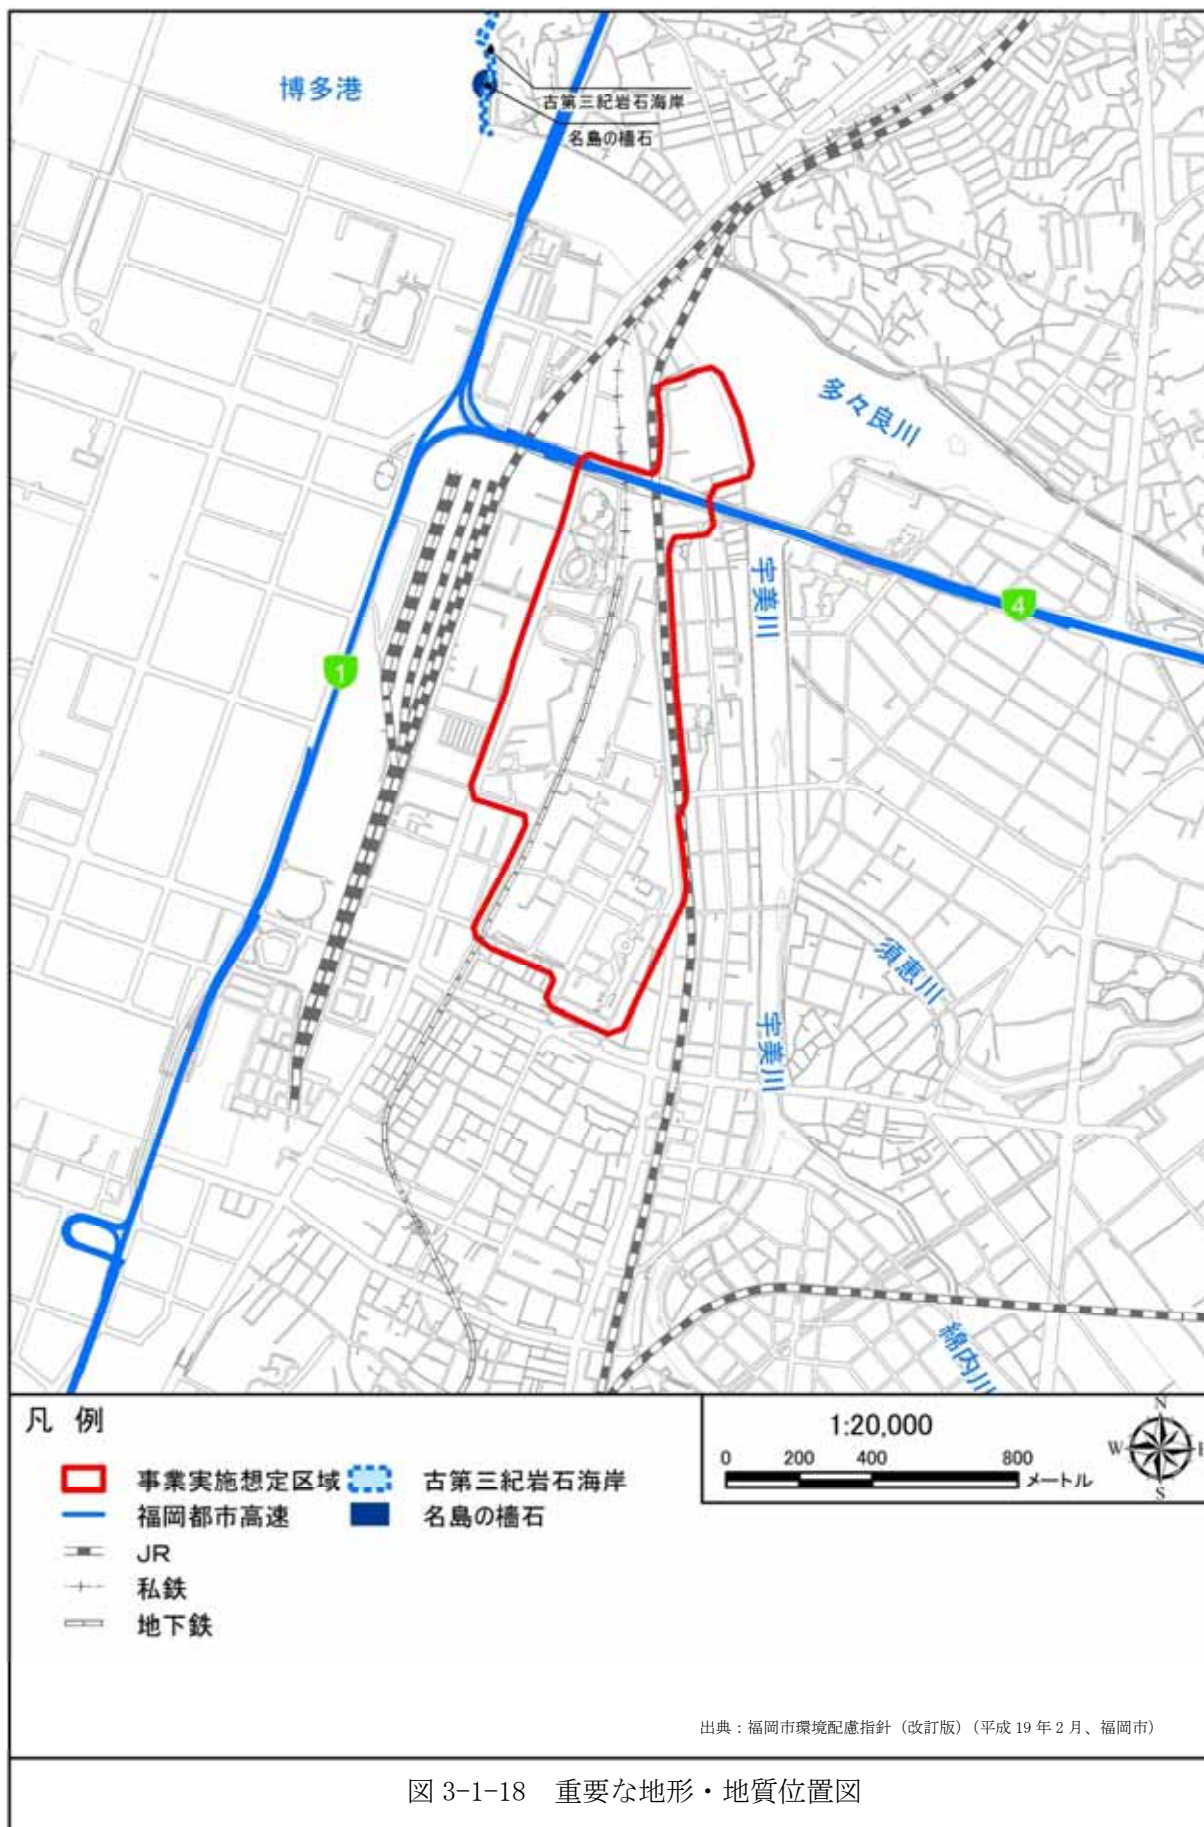 博多港
古第三紀岩石海岸
名島の檣石
多々良川
宇美川
4
1
須恵川
宇美川
綿内川
凡 例
事業実施想定区域
福岡都市高速
JR
私鉄
地下鉄
古第三紀岩石海岸
名島の檣石
1:20,000
0 200 400 800
メートル
N
W
E
S
出典：福岡市環境配慮指針（改訂版）（平成 19 年 2 月、福岡市）
図 3-1-18 重要な地形・地質位置図